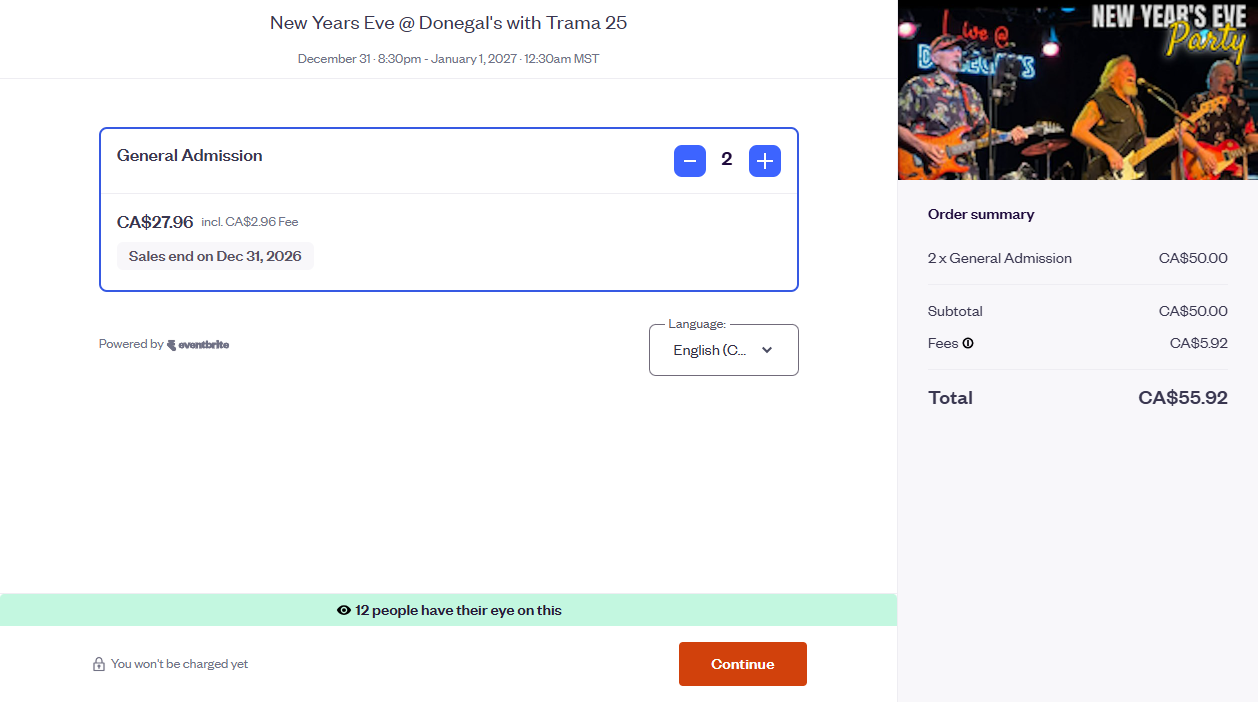 New Years Eve @ Donegal's with Trama 25
December 31 · 8:30pm - January 1, 2027 · 12:30am MST
General Admission
2
CA$27.96 incl. CA$2.96 Fee
Sales end on Dec 31, 2026
Powered by eventbrite
Language:
English (C...
12 people have their eye on this
You won't be charged yet
Continue
NEW YEAR'S EVE
Party
Live @
DONEGAL'S
Order summary
2 x General Admission CA$50.00
Subtotal CA$50.00
Fees CA$5.92
Total CA$55.92